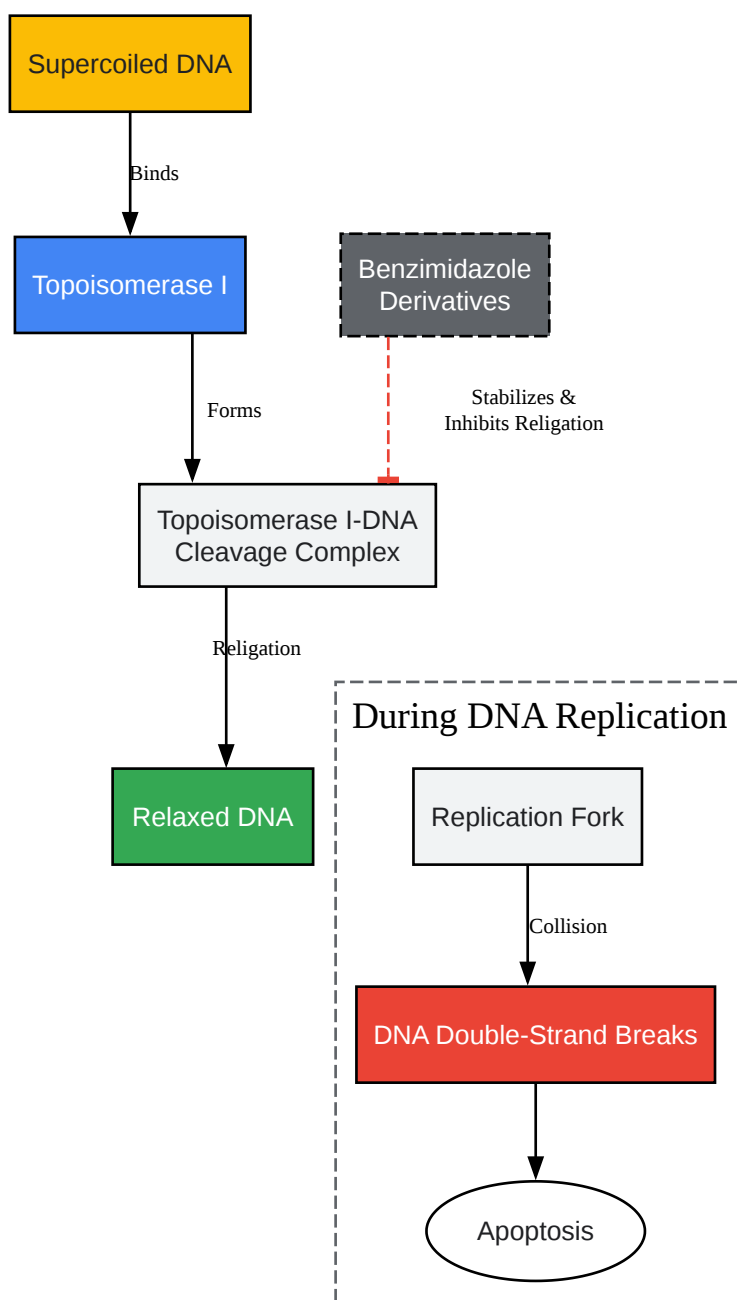 Supercoiled DNA
Binds
Topoisomerase I
Benzimidazole
Derivatives
Forms
Stabilizes &
Inhibits Religation
Topoisomerase I-DNA
Cleavage Complex
Religation
During DNA Replication
Relaxed DNA
Replication Fork
Collision
DNA Double-Strand Breaks
Apoptosis